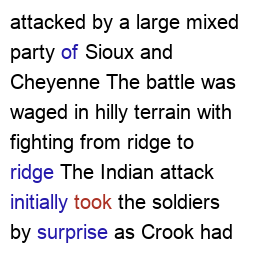 attacked by a large mixed
party of Sioux and
Cheyenne The battle was
waged in hilly terrain with
fighting from ridge to
ridge The Indian attack
initially took the soldiers
by surprise as Crook had